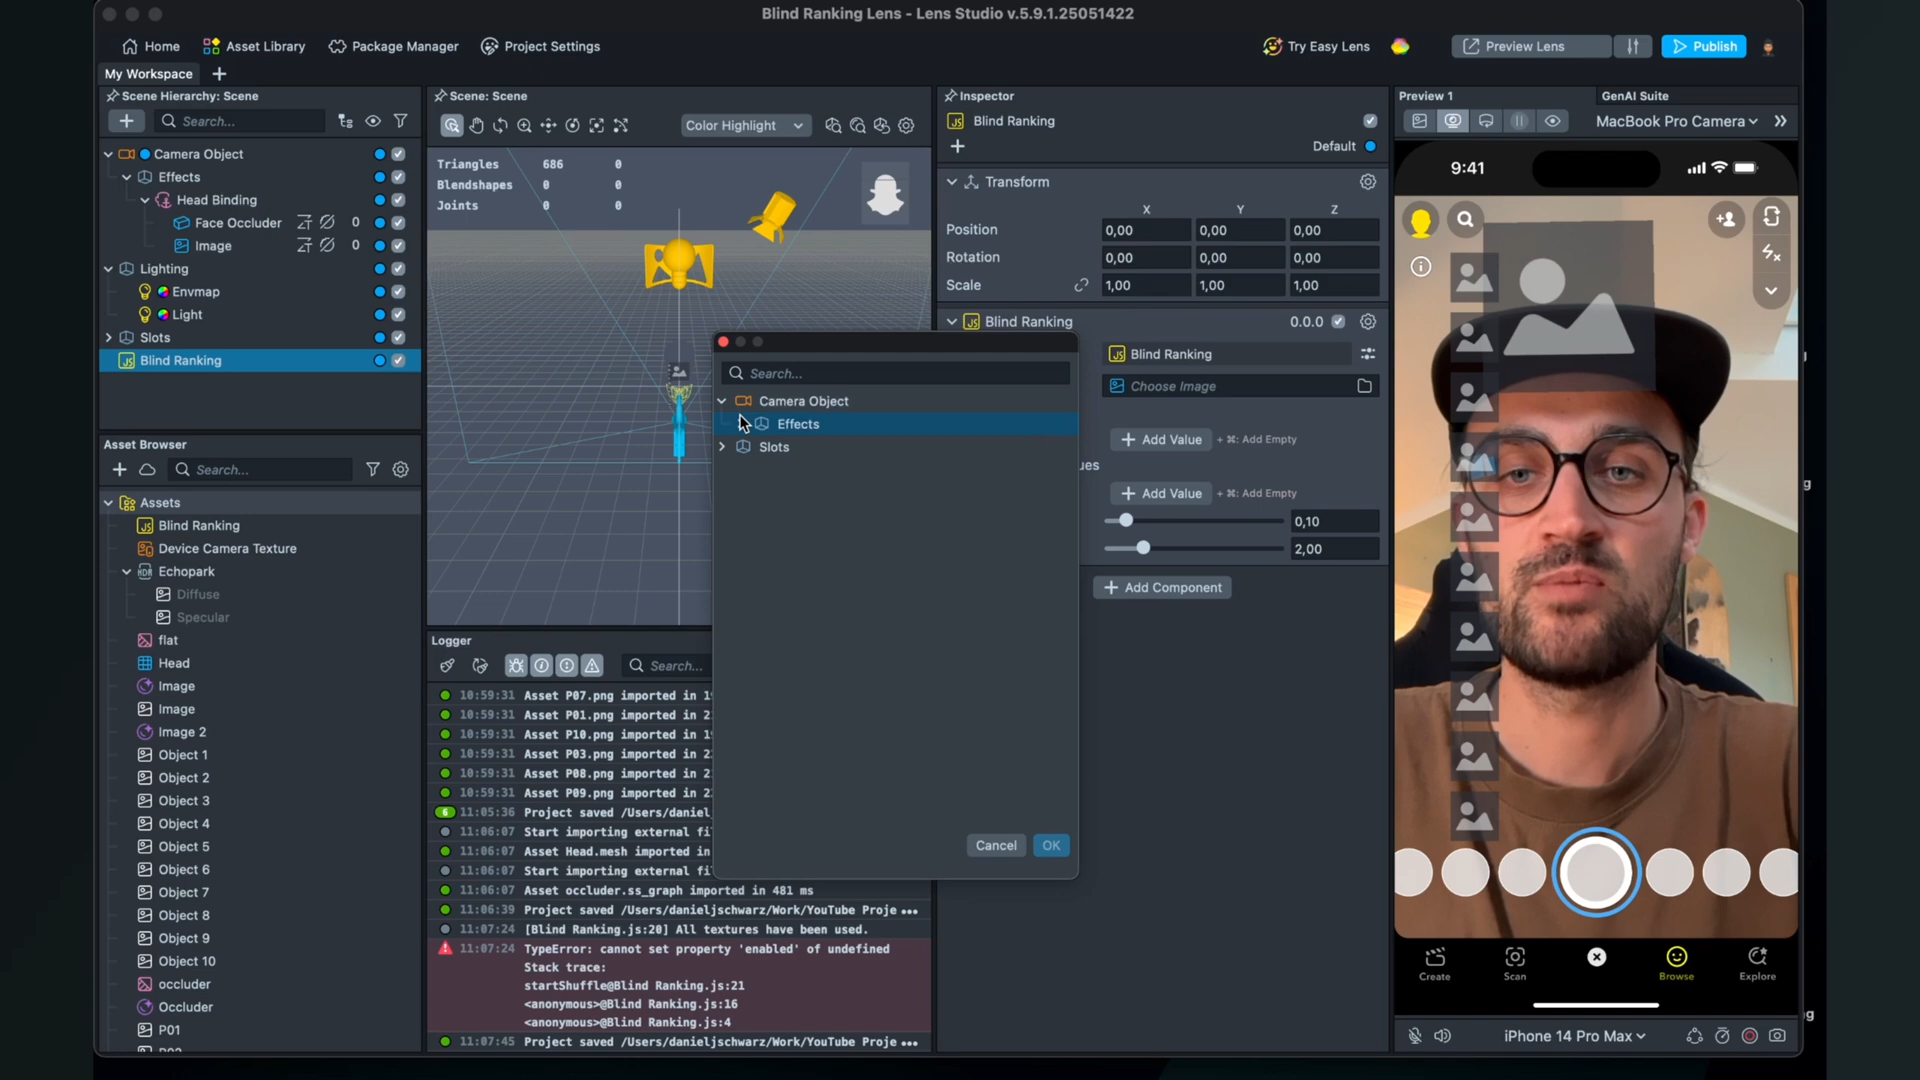 Blind Ranking Lens - Lens Studio v.5.9.1.25051422
Home
Asset Library
Package Manager
Project Settings
Try Easy Lens
Preview Lens
Publish
My Workspace
Scene Hierarchy: Scene
Search...
Camera Object
Effects
Head Binding
Face Occluder
0
Image
0
Lighting
Envmap
Light
Slots
JS Blind Ranking
Asset Browser
Search...
Assets
JS Blind Ranking
Device Camera Texture
HDR Echopark
Diffuse
Specular
flat
Head
Image
Image
Image 2
Object 1
Object 2
Object 3
Object 4
Object 5
Object 6
Object 7
Object 8
Object 9
Object 10
occluder
Occluder
P01
Scene: Scene
Color Highlight
Triangles 686 0
Blendshapes 0 0
Joints 0 0
Search...
Camera Object
Effects
Slots
Cancel
OK
Logger
Search...
10:59:31 Asset P07.png imported in 1
10:59:31 Asset P01.png imported in 2
10:59:31 Asset P10.png imported in 1
10:59:31 Asset P03.png imported in 2
10:59:31 Asset P08.png imported in 2
10:59:31 Asset P09.png imported in 2
6 11:05:36 Project saved /Users/daniel
11:06:07 Start importing external fi
11:06:07 Asset Head.mesh imported in
11:06:07 Start importing external fi
11:06:07 Asset occluder.ss_graph imported in 481 ms
11:06:39 Project saved /Users/danieljschwarz/Work/YouTube Proje •••
11:07:24 [Blind Ranking.js:20] All textures have been used.
11:07:24 TypeError: cannot set property 'enabled' of undefined
Stack trace:
startShuffle@Blind Ranking.js:21
<anonymous>@Blind Ranking.js:16
<anonymous>@Blind Ranking.js:4
11:07:45 Project saved /Users/danieljschwarz/Work/YouTube Proje •••
Inspector
JS Blind Ranking
Default
Transform
X Y Z
Position 0,00 0,00 0,00
Rotation 0,00 0,00 0,00
Scale 1,00 1,00 1,00
JS Blind Ranking 0.0.0
JS Blind Ranking
Choose Image
+ Add Value + ⌘: Add Empty
ues
+ Add Value + ⌘: Add Empty
0,10
2,00
+ Add Component
Preview 1
GenAI Suite
MacBook Pro Camera
9:41
Create
Scan
Browse
Explore
iPhone 14 Pro Max
g
g